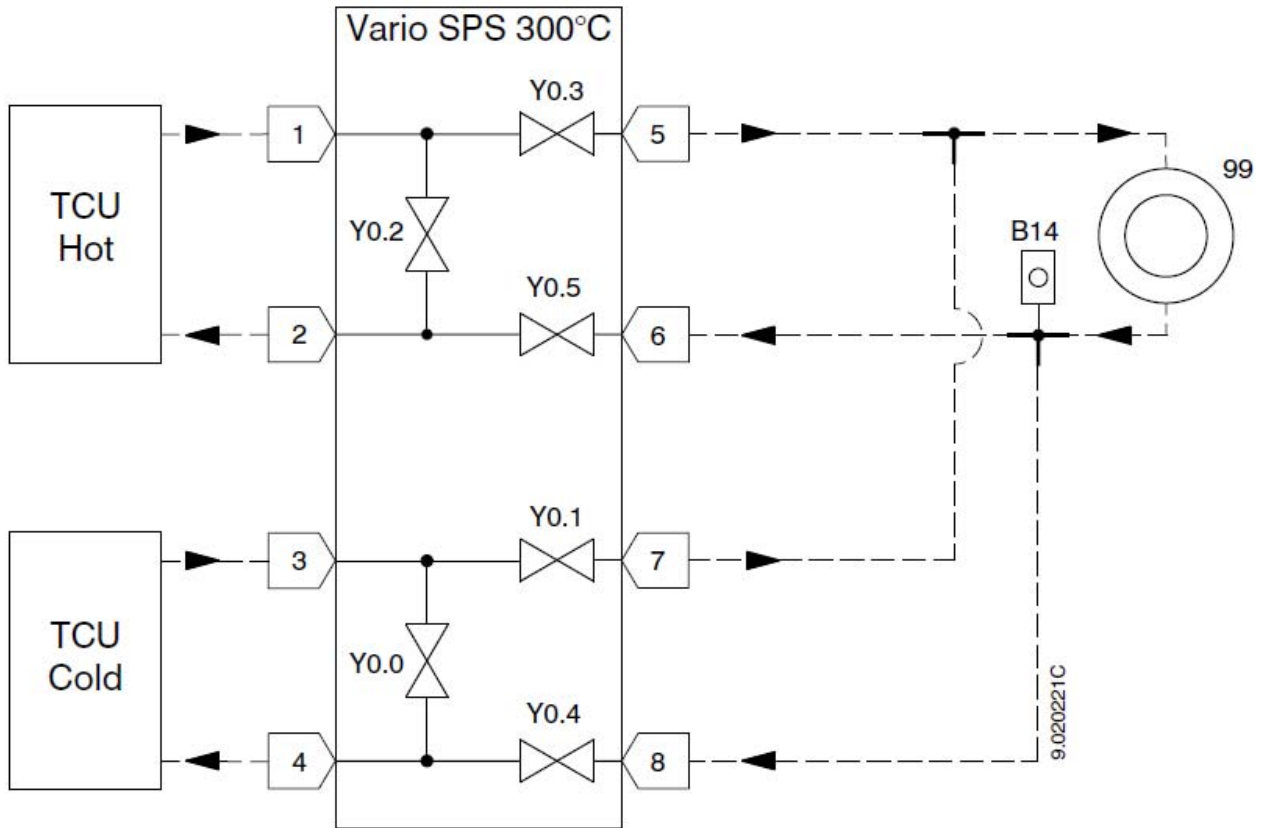 Vario SPS 300°C
Y0.3
1
5
99
TCU
Hot
Y0.2
B14
Y0.5
2
6
Y0.1
3
7
TCU
Cold
Y0.0
Y0.4
4
8
9.020221C